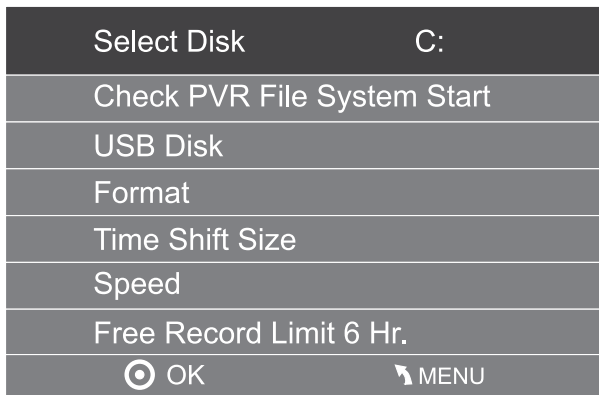 Select Disk C:
Check PVR File System Start
USB Disk
Format
Time Shift Size
Speed
Free Record Limit 6 Hr.
OK MENU